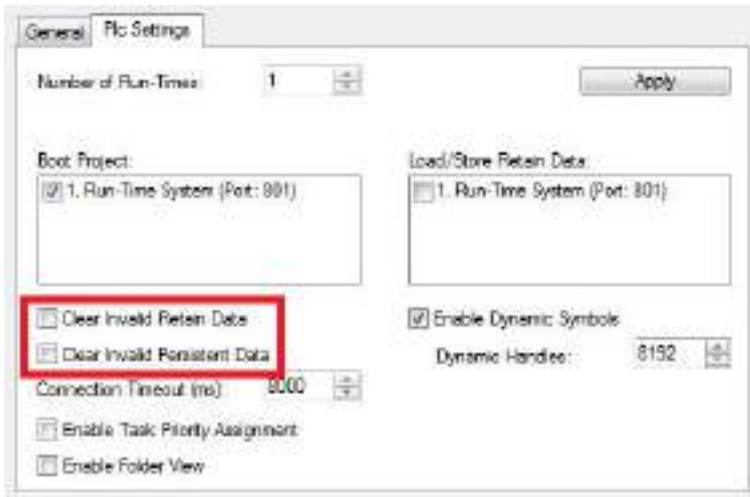 General Plc Settings
Number of Run-Times: 1
Apply
Boot Project:
1. Run-Time System (Port: 801)
Load/Store Retain Data:
1. Run-Time System (Port: 801)
Clear Invalid Retain Data
Clear Invalid Persistent Data
Connection Timeout (ms): 8000
Enable Task Priority Assignment
Enable Folder View
Enable Dynamic Symbols
Dynamic Handles: 8192